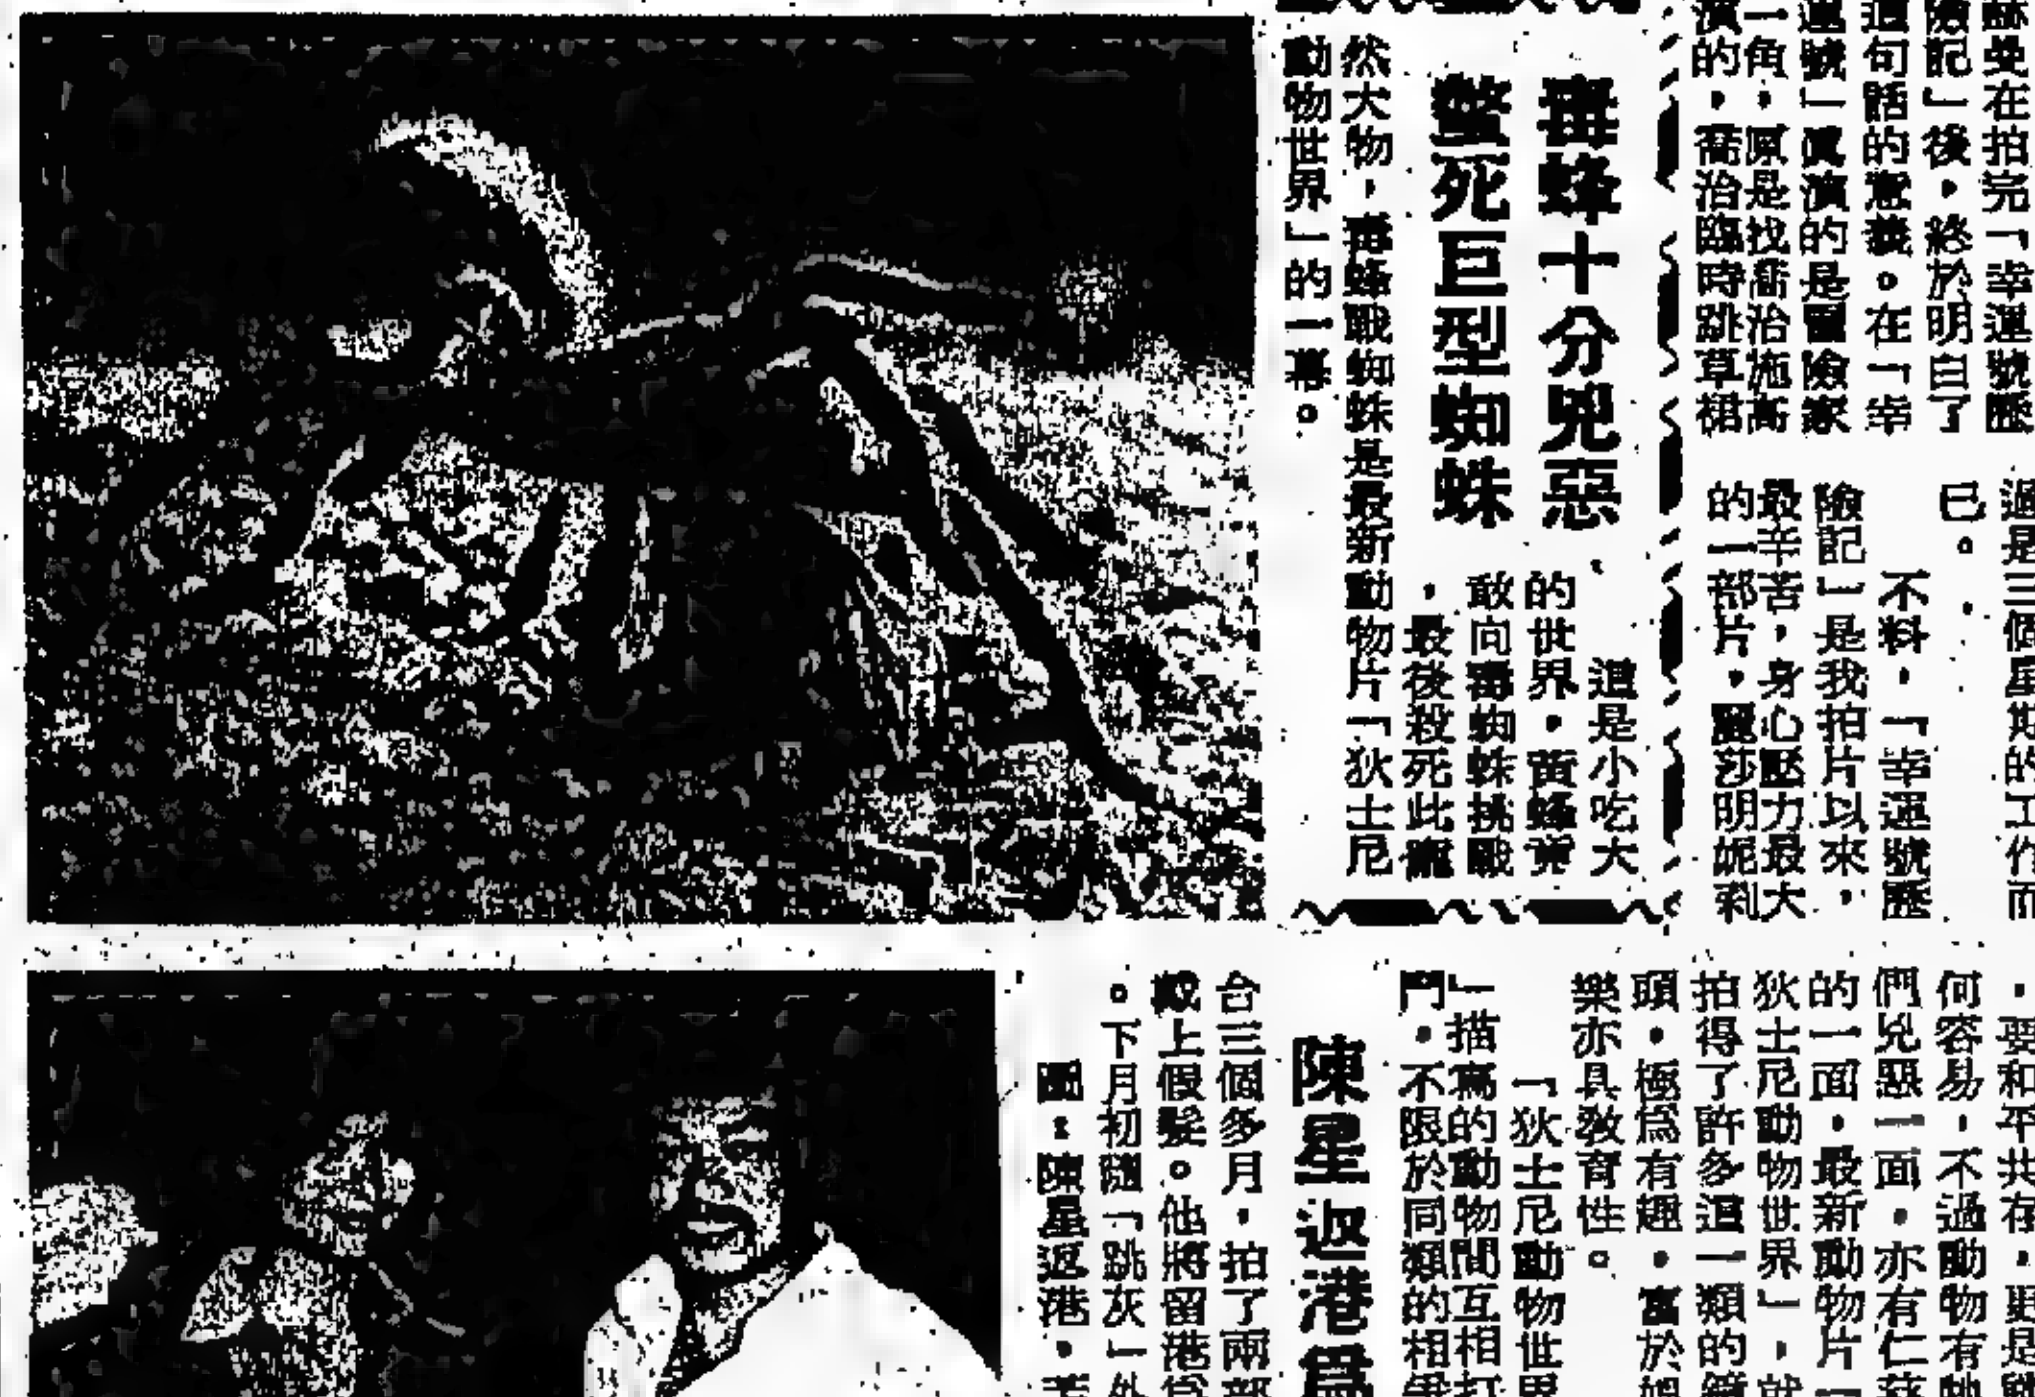 赫曼在拍完「幸運號歷
險記」後，終於明白了
這句話的意義。在「幸
運號」裏演的是冒險家
一角，原是找喬治施高
演的，喬治臨時跳草裙
過是三個星期的工作而
已。
不料，「幸運號歷
險記」是我拍片以來，
最辛苦，身心壓力最大
的一部片，麗莎明妮利
毒蜂十分兇惡
螫死巨型蜘蛛
這是小吃大
的世界，黃蜂竟
敢向毒蜘蛛挑戰
，最後殺死此龐
然大物，毒蜂戰蜘蛛是最新動物片「狄士尼
動物世界」的一幕。
，要和平共存，更是
何容易，不過動物有
們兇惡一面，亦有仁
的一面，最新動物片「
狄士尼動物世界」，就
拍得了許多這一類的鏡
頭，極爲有趣，富於娛
樂亦具教育性。
「狄士尼動物世界
」描寫的動物間互相打
鬥，不限於同類的相
陳星返港爲
台三個多月，拍了兩部
戴上假髮。他將留港
。下月初隨「跳灰」外
圖：陳星返港，